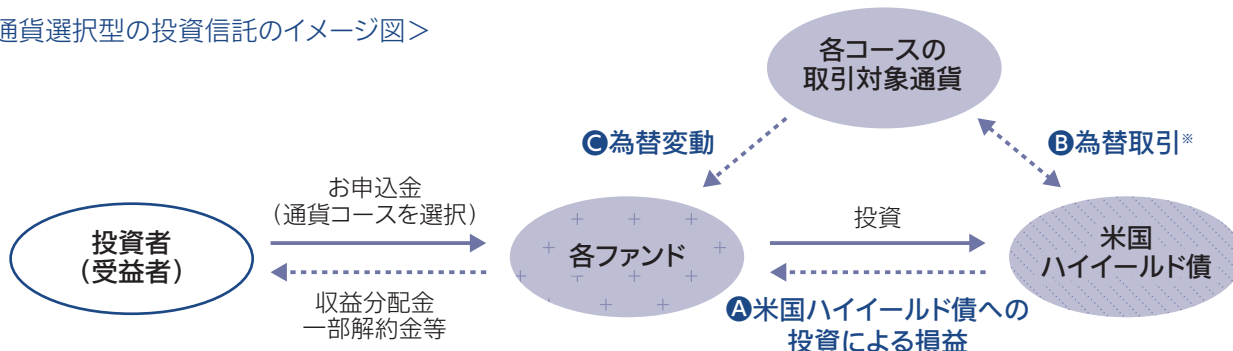 通貨選択型の投資信託のイメージ図＞
各コースの
取引対象通貨
Ⓒ為替変動
Ⓑ為替取引※
お申込金
（通貨コースを選択）
投資
投資者
（受益者）
各ファンド
米国
ハイイールド債
収益分配金
一部解約金等
Ⓐ米国ハイイールド債への
投資による損益